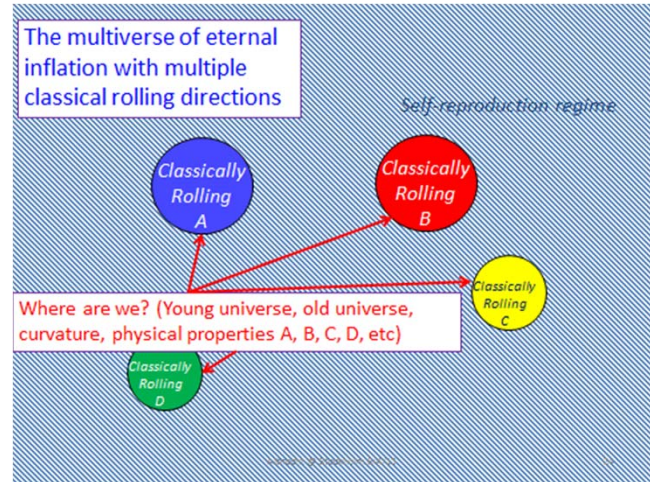 The multiverse of eternal
inflation with multiple
classical rolling directions
Self-reproduction regime
Classically
Rolling
A
Classically
Rolling
B
Classically
Rolling
C
Where are we? (Young universe, old universe,
curvature, physical properties A, B, C, D, etc)
Classically
Rolling
D